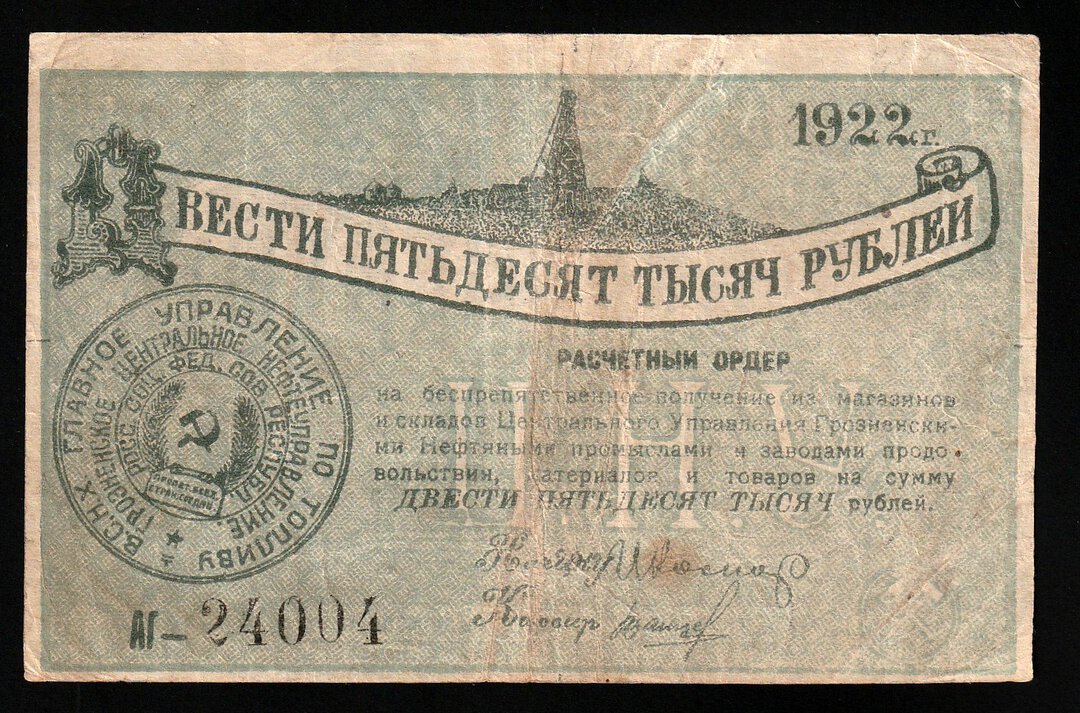 1922 г.
ДВЕСТИ ПЯТЬДЕСЯТ ТЫСЯЧ РУБЛЕЙ
РАСЧЕТНЫЙ ОРДЕР
на беспрепятственное получение из магазинов
и складов Центрального Управления Грозненски-
ми Нефтяными промыслами и заводами продо-
вольствия, материалов и товаров на сумму
ДВЕСТИ ПЯТЬДЕСЯТ ТЫСЯЧ рублей.
В.С.Н.Х. ГЛАВНОЕ УПРАВЛЕНИЕ ПО ТОПЛИВУ
ГРОЗНЕНСКОЕ ЦЕНТРАЛЬНОЕ НЕФТЕУПРАВЛЕНИЕ.
РОСС. СОЦ. ФЕД. СОВ. РЕСПУБЛ.
Кассир
АГ — 24004